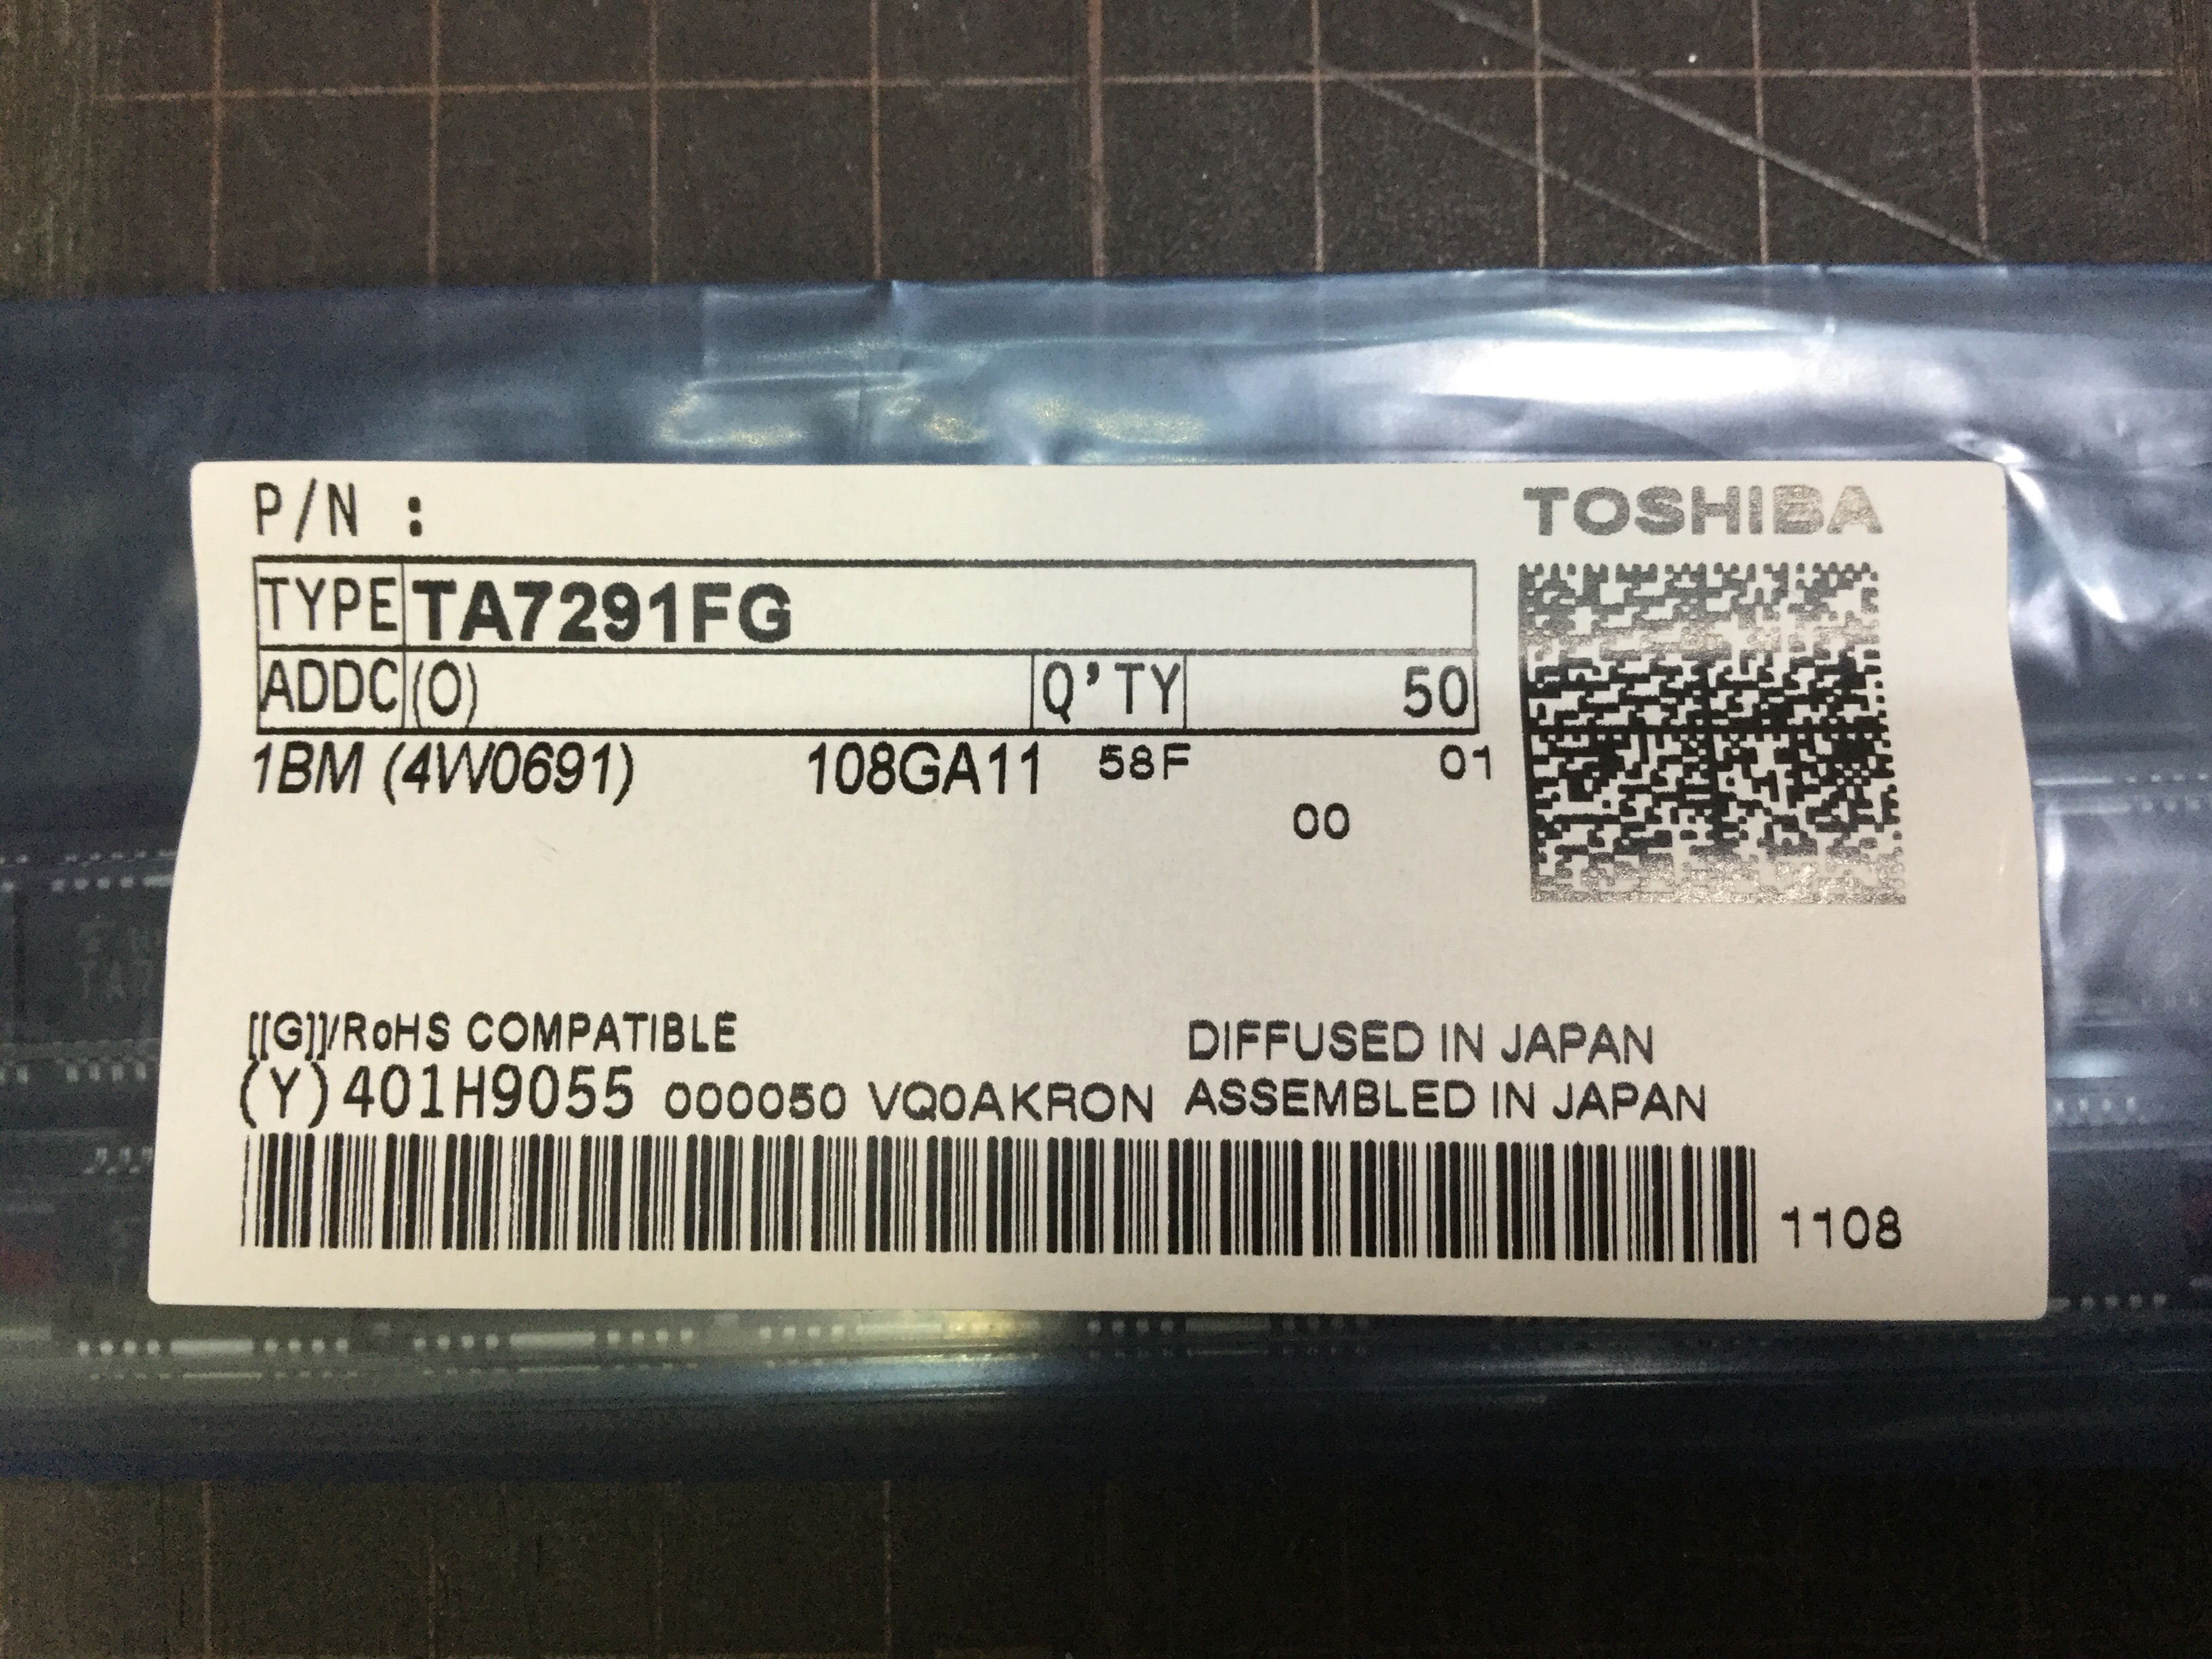 P/N :
TOSHIBA
TYPE TA7291FG
ADDC (O) Q'TY 50
1BM (4W0691) 108GA11 58F 01
00
[[G]]/RoHS COMPATIBLE
DIFFUSED IN JAPAN
(Y)401H9055 000050 VQ0AKRON ASSEMBLED IN JAPAN
1108